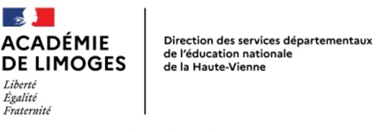 ACADÉMIE
DE LIMOGES
Liberté
Égalité
Fraternité
Direction des services départementaux
de l'éducation nationale
de la Haute-Vienne